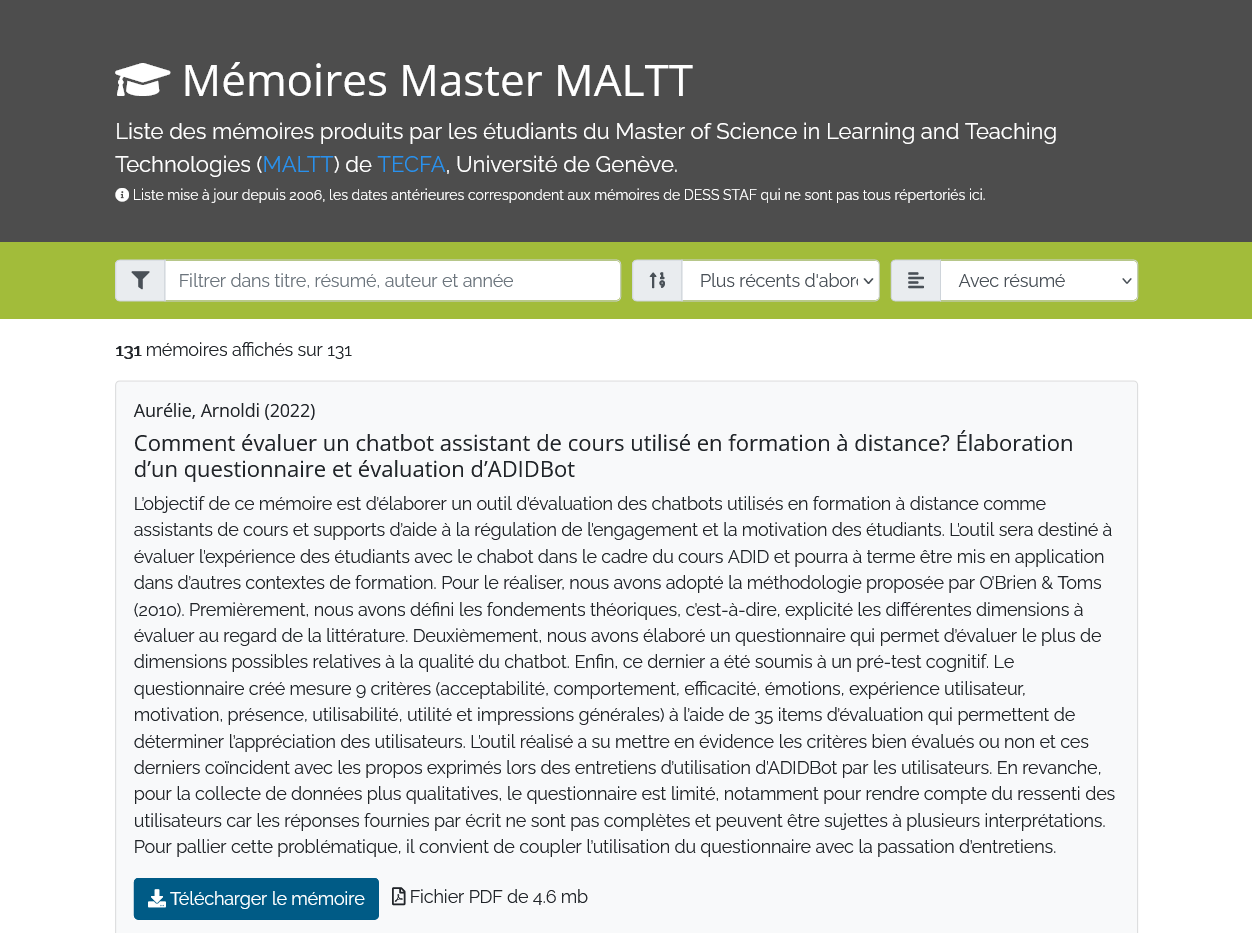 Mémoires Master MALTT
Liste des mémoires produits par les étudiants du Master of Science in Learning and Teaching
Technologies (MALTT) de TECFA, Université de Genève.
Liste mise à jour depuis 2006, les dates antérieures correspondent aux mémoires de DESS STAF qui ne sont pas tous répertoriés ici.
Filtrer dans titre, résumé, auteur et année
Plus récents d'abor
Avec résumé
131 mémoires affichés sur 131
Aurélie, Arnoldi (2022)
Comment évaluer un chatbot assistant de cours utilisé en formation à distance? Élaboration
d’un questionnaire et évaluation d’ADIDBot
L'objectif de ce mémoire est d'élaborer un outil d'évaluation des chatbots utilisés en formation à distance comme
assistants de cours et supports d'aide à la régulation de l'engagement et la motivation des étudiants. L'outil sera destiné à
évaluer l'expérience des étudiants avec le chabot dans le cadre du cours ADID et pourra à terme être mis en application
dans d'autres contextes de formation. Pour le réaliser, nous avons adopté la méthodologie proposée par O'Brien & Toms
(2010). Premièrement, nous avons défini les fondements théoriques, c'est-à-dire, explicité les différentes dimensions à
évaluer au regard de la littérature. Deuxièmement, nous avons élaboré un questionnaire qui permet d'évaluer le plus de
dimensions possibles relatives à la qualité du chatbot. Enfin, ce dernier a été soumis à un pré-test cognitif. Le
questionnaire créé mesure 9 critères (acceptabilité, comportement, efficacité, émotions, expérience utilisateur,
motivation, présence, utilisabilité, utilité et impressions générales) à l'aide de 35 items d'évaluation qui permettent de
déterminer l'appréciation des utilisateurs. L'outil réalisé a su mettre en évidence les critères bien évalués ou non et ces
derniers coïncident avec les propos exprimés lors des entretiens d'utilisation d'ADIDBot par les utilisateurs. En revanche,
pour la collecte de données plus qualitatives, le questionnaire est limité, notamment pour rendre compte du ressenti des
utilisateurs car les réponses fournies par écrit ne sont pas complètes et peuvent être sujettes à plusieurs interprétations.
Pour pallier cette problématique, il convient de coupler l'utilisation du questionnaire avec la passation d'entretiens.
Télécharger le mémoire
Fichier PDF de 4.6 mb